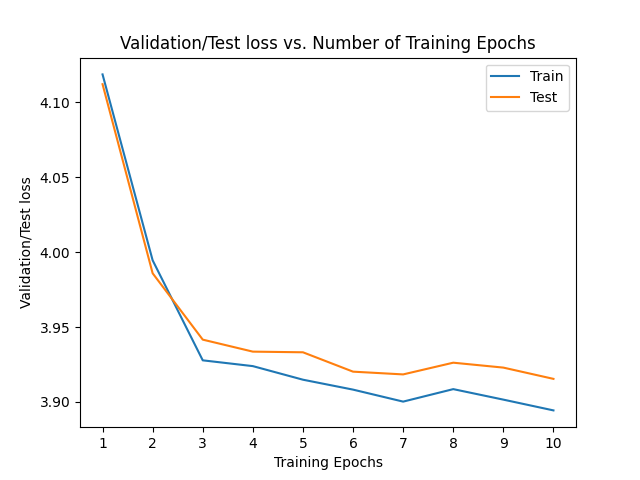 Validation/Test loss vs. Number of Training Epochs
Train
Test
4.10
4.05
4.00
3.95
3.90
Validation/Test loss
1 2 3 4 5 6 7 8 9 10
Training Epochs